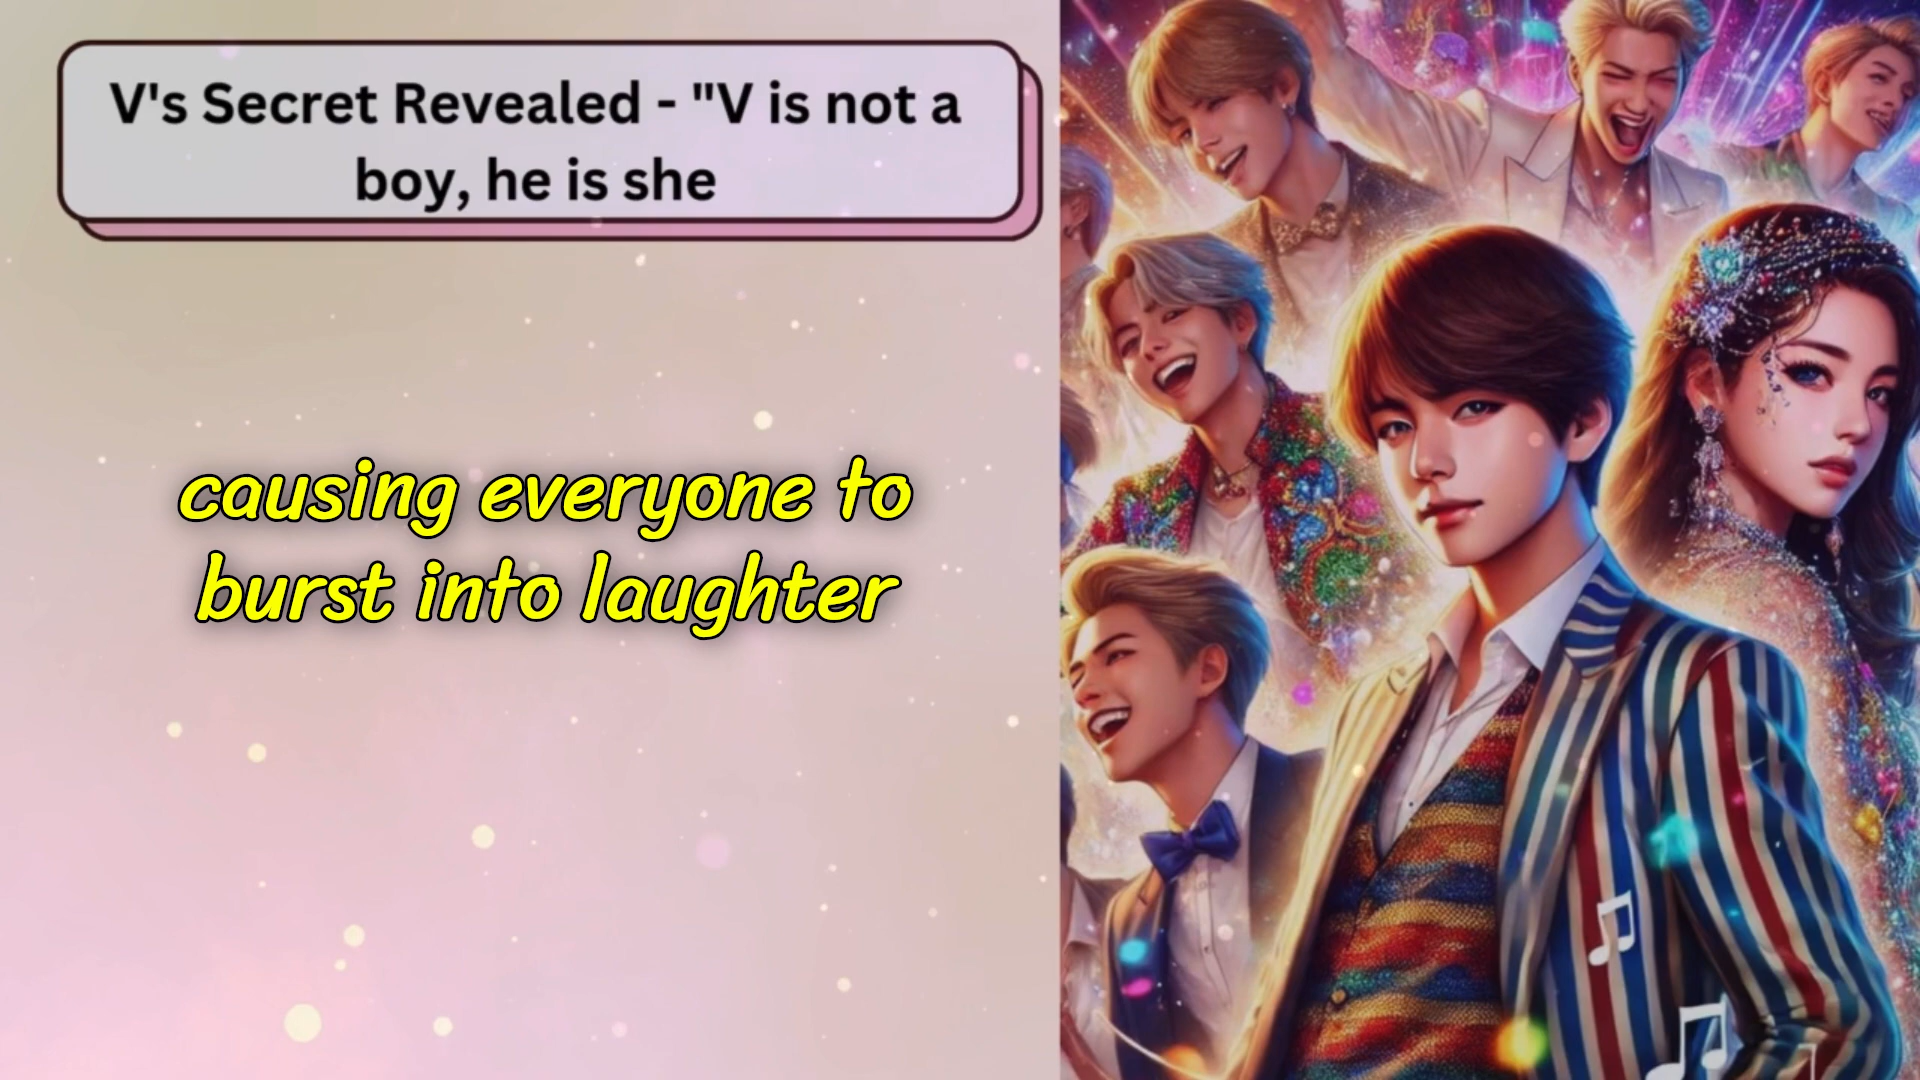 V's Secret Revealed - "V is not a
boy, he is she
causing everyone to
burst into laughter